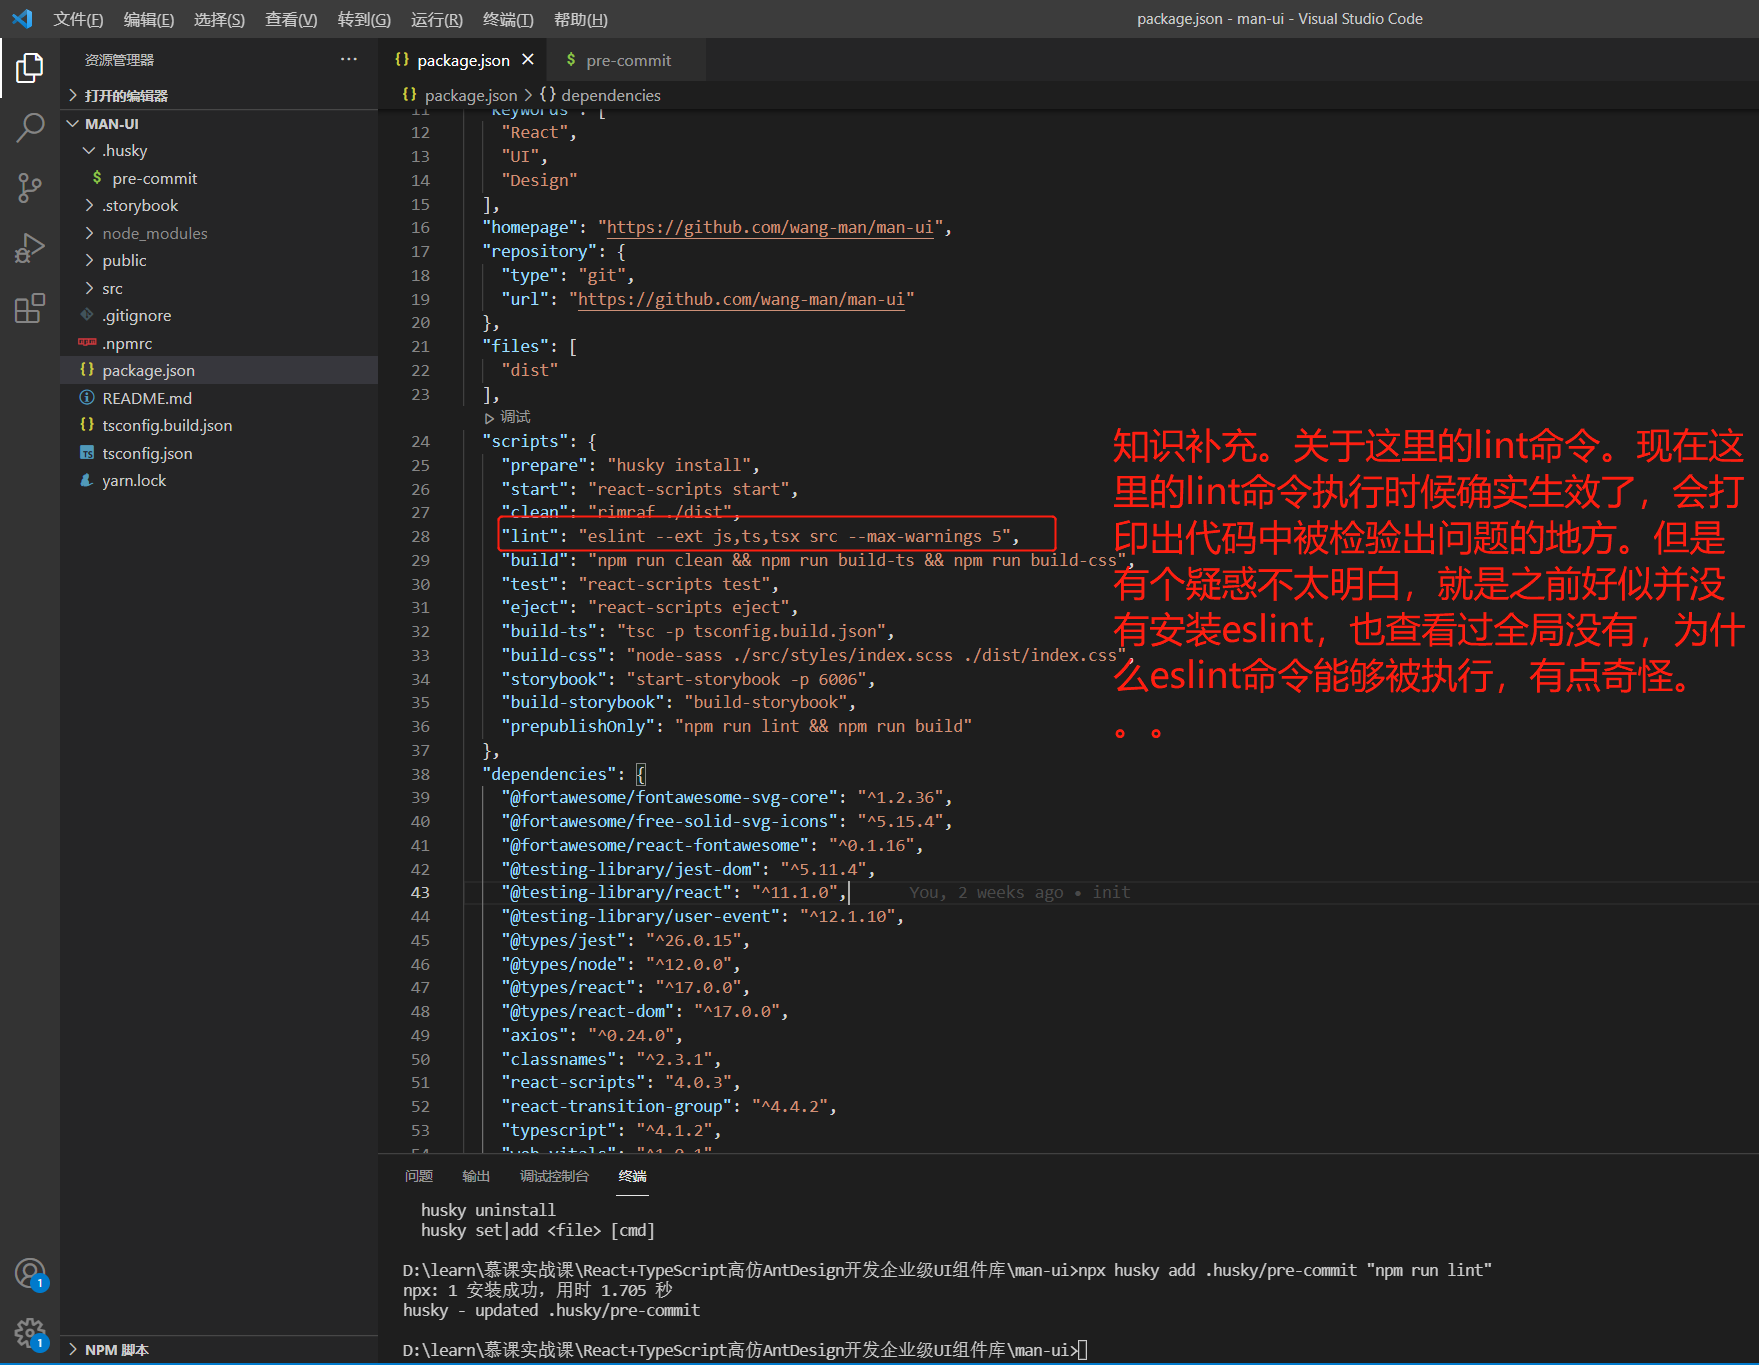 文件(F) 编辑(E) 选择(S) 查看(V) 转到(G) 运行(R) 终端(T) 帮助(H) package.json - man-ui - Visual Studio Code
资源管理器 ···
打开的编辑器
MAN-UI
.husky
$ pre-commit
.storybook
node_modules
public
src
.gitignore
npm .npmrc
{} package.json
README.md
{} tsconfig.build.json
TS tsconfig.json
yarn.lock
NPM 脚本
1
1
{} package.json × $ pre-commit
{} package.json > {} dependencies
11 "keywords": [
12 "React",
13 "UI",
14 "Design"
15 ],
16 "homepage": "https://github.com/wang-man/man-ui",
17 "repository": {
18 "type": "git",
19 "url": "https://github.com/wang-man/man-ui"
20 },
21 "files": [
22 "dist"
23 ],
调试
24 "scripts": {
25 "prepare": "husky install",
26 "start": "react-scripts start",
27 "clean": "rimraf ./dist",
28 "lint": "eslint --ext js,ts,tsx src --max-warnings 5",
29 "build": "npm run clean && npm run build-ts && npm run build-css",
30 "test": "react-scripts test",
31 "eject": "react-scripts eject",
32 "build-ts": "tsc -p tsconfig.build.json",
33 "build-css": "node-sass ./src/styles/index.scss ./dist/index.css",
34 "storybook": "start-storybook -p 6006",
35 "build-storybook": "build-storybook",
36 "prepublishOnly": "npm run lint && npm run build"
37 },
38 "dependencies": {
39 "@fortawesome/fontawesome-svg-core": "^1.2.36",
40 "@fortawesome/free-solid-svg-icons": "^5.15.4",
41 "@fortawesome/react-fontawesome": "^0.1.16",
42 "@testing-library/jest-dom": "^5.11.4",
43 "@testing-library/react": "^11.1.0", You, 2 weeks ago • init
44 "@testing-library/user-event": "^12.1.10",
45 "@types/jest": "^26.0.15",
46 "@types/node": "^12.0.0",
47 "@types/react": "^17.0.0",
48 "@types/react-dom": "^17.0.0",
49 "axios": "^0.24.0",
50 "classnames": "^2.3.1",
51 "react-scripts": "4.0.3",
52 "react-transition-group": "^4.4.2",
53 "typescript": "^4.1.2",
54 "web-vitals": "^1.0.1"
知识补充。关于这里的lint命令。现在这
里的lint命令执行时候确实生效了，会打
印出代码中被检验出问题的地方。但是
有个疑惑不太明白，就是之前好似并没
有安装eslint，也查看过全局没有，为什
么eslint命令能够被执行，有点奇怪。
。。
问题 输出 调试控制台 终端
husky uninstall
husky set|add <file> [cmd]
D:\learn\慕课实战课\React+TypeScript高仿AntDesign开发企业级UI组件库\man-ui>npx husky add .husky/pre-commit "npm run lint"
npx: 1 安装成功，用时 1.705 秒
husky - updated .husky/pre-commit
D:\learn\慕课实战课\React+TypeScript高仿AntDesign开发企业级UI组件库\man-ui>